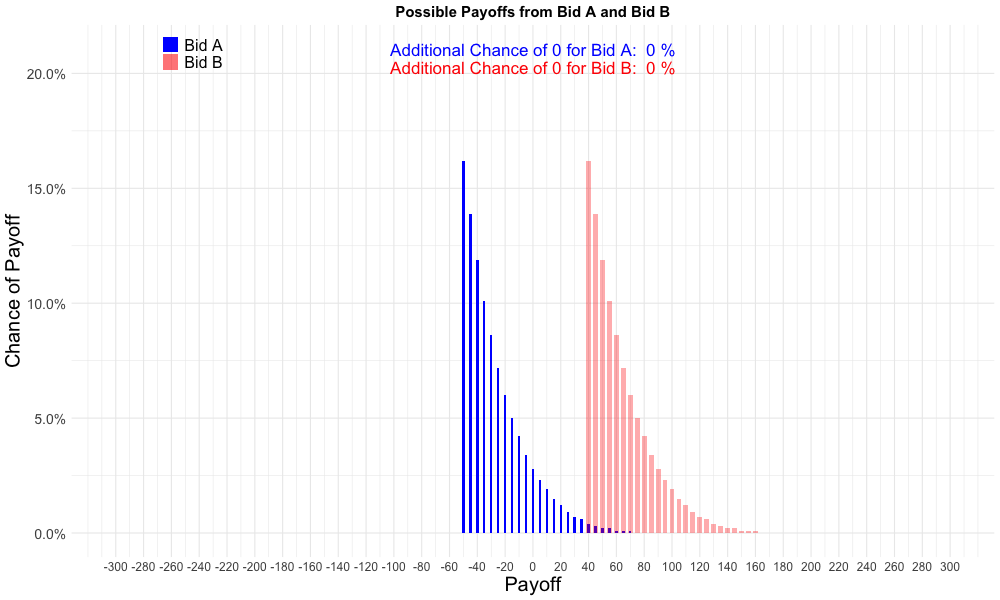 Possible Payoffs from Bid A and Bid B
Bid A
Bid B
Additional Chance of 0 for Bid A:  0 %
Additional Chance of 0 for Bid B:  0 %
Chance of Payoff
20.0%
15.0%
10.0%
5.0%
0.0%
-300 -280 -260 -240 -220 -200 -180 -160 -140 -120 -100 -80 -60 -40 -20 0 20 40 60 80 100 120 140 160 180 200 220 240 260 280 300
Payoff